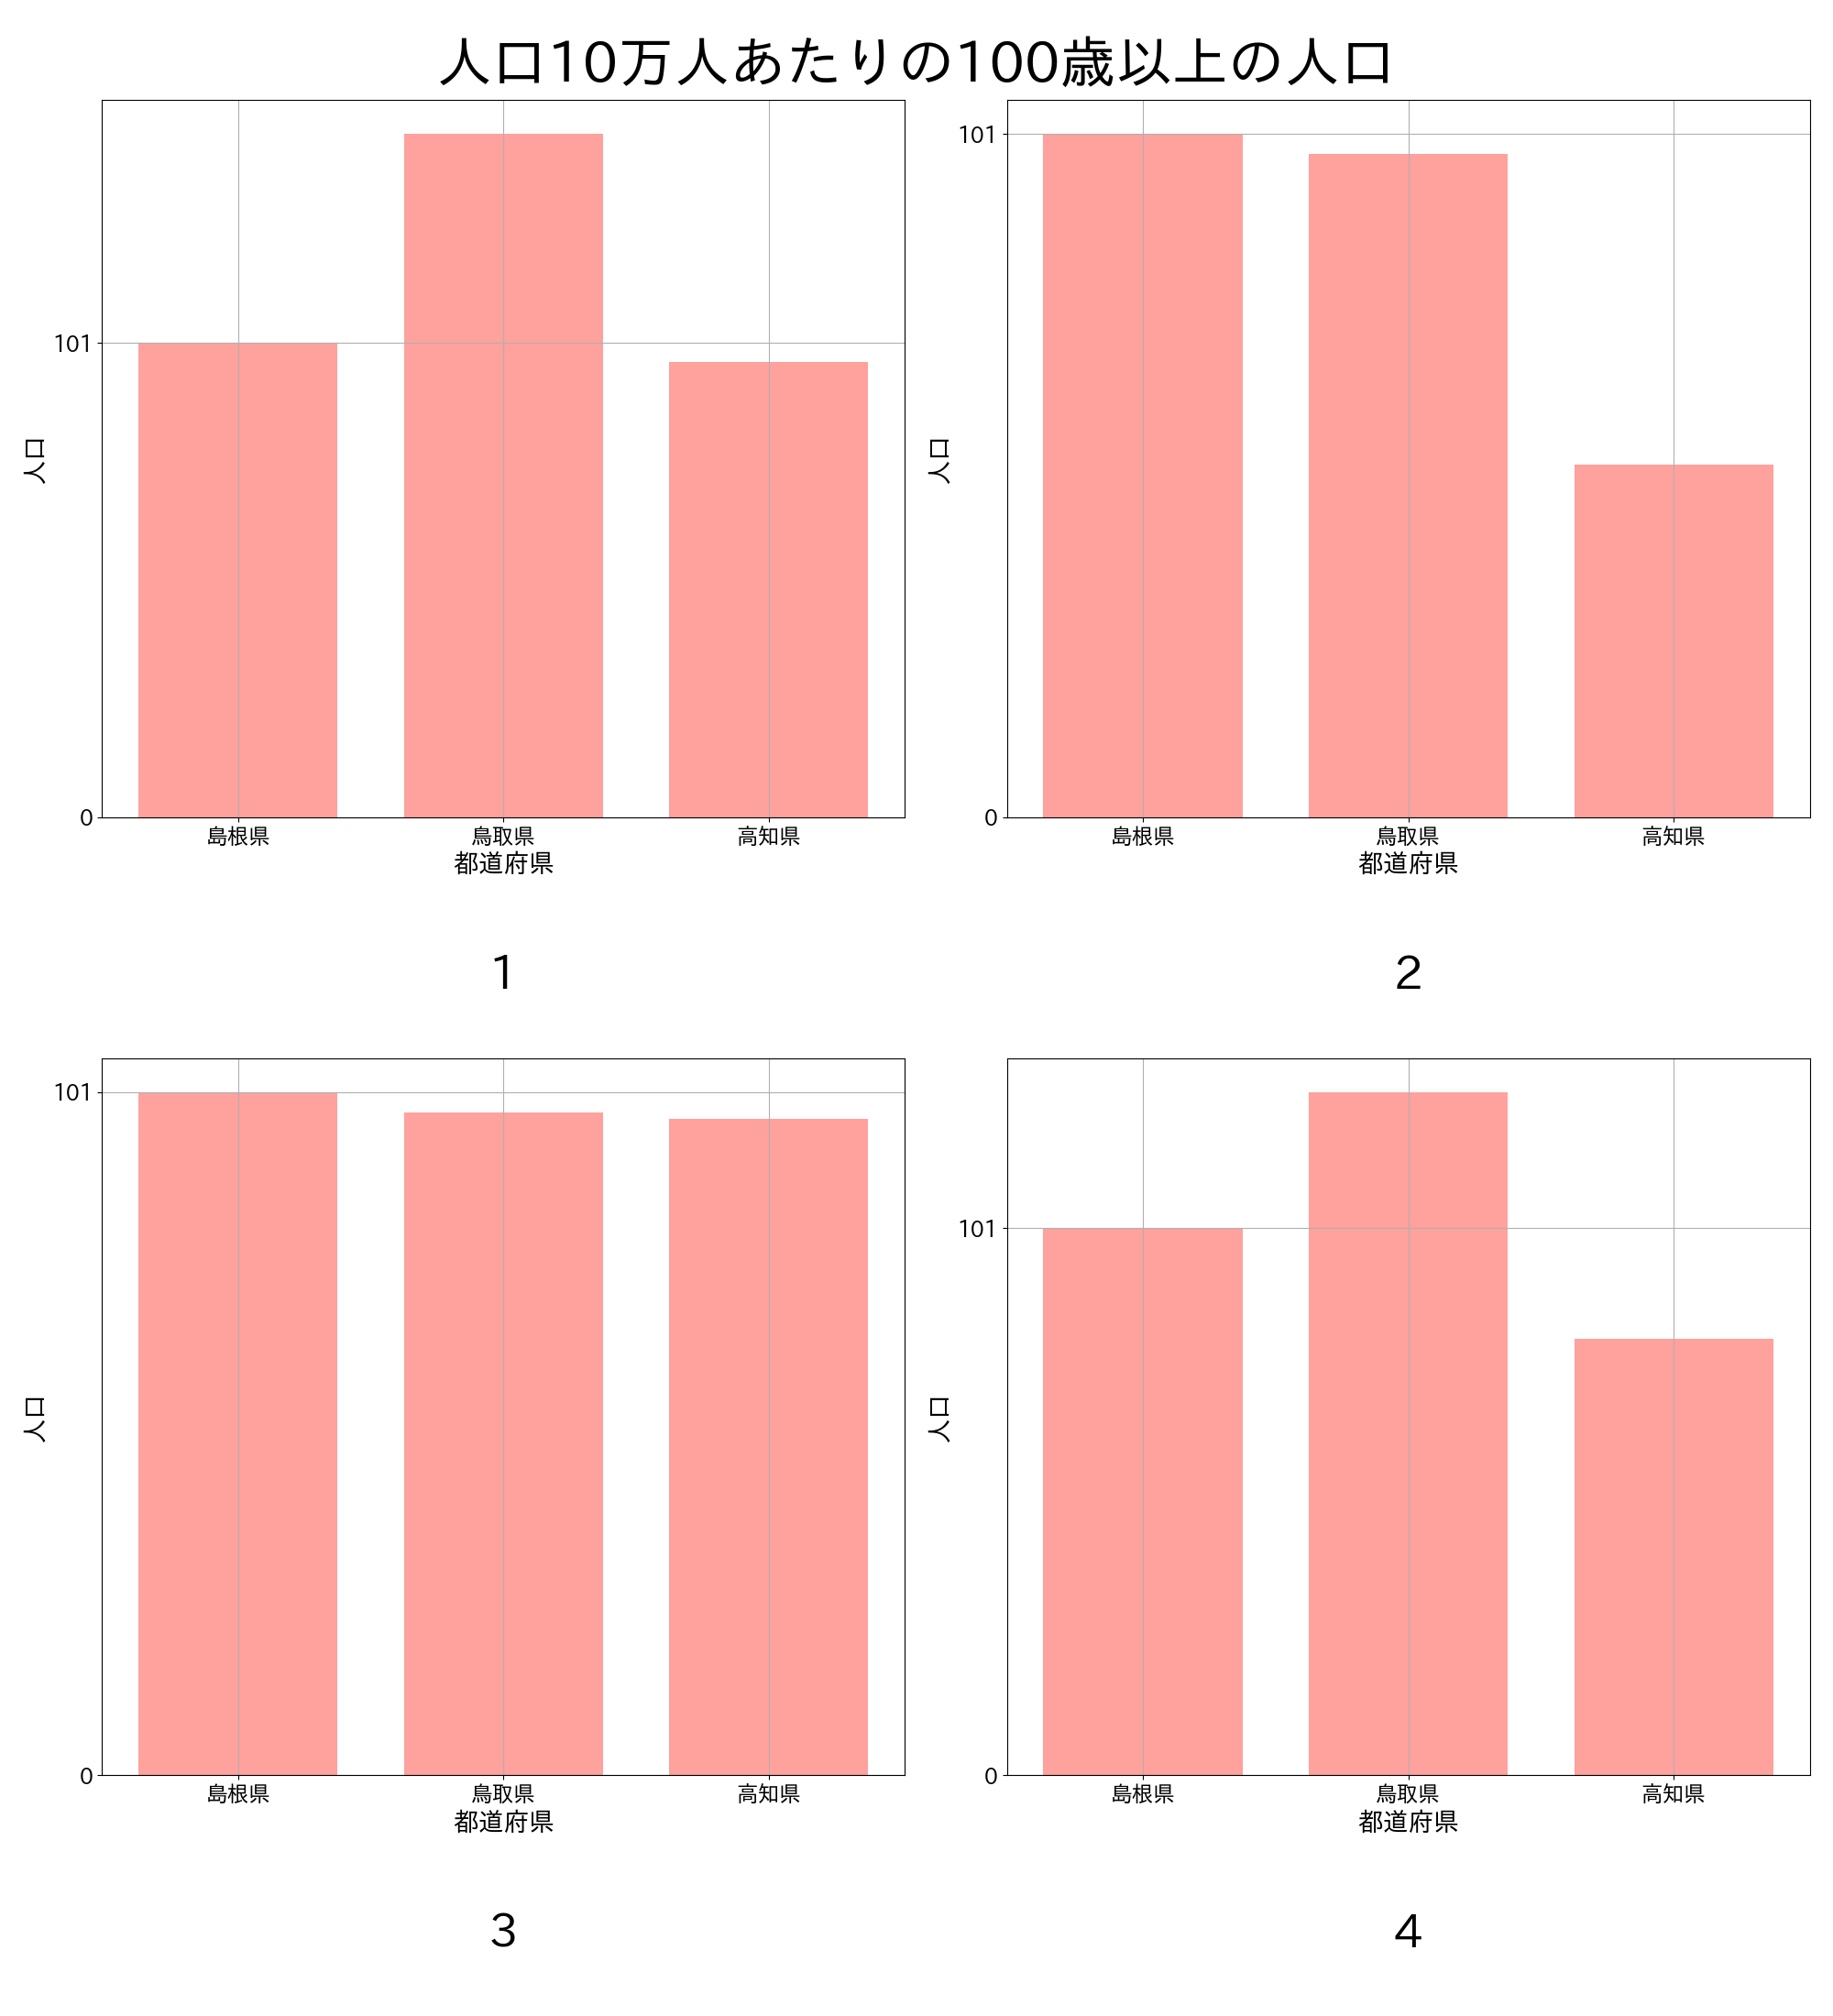 人口10万人あたりの100歳以上の人口
101
0
人口
島根県 鳥取県 高知県
都道府県
1
101
0
人口
島根県 鳥取県 高知県
都道府県
2
101
0
人口
島根県 鳥取県 高知県
都道府県
3
101
0
人口
島根県 鳥取県 高知県
都道府県
4